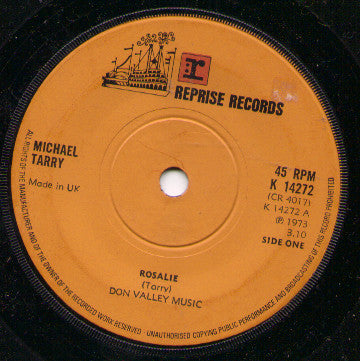 r
REPRISE RECORDS
MICHAEL
TARRY
Made in UK
45 RPM
K 14272
(CR 4017)
K 14272 A
℗ 1973
3.10
SIDE ONE
ROSALIE
(Tarry)
DON VALLEY MUSIC
ALL RIGHTS OF THE MANUFACTURER AND OF THE OWNER OF THE RECORDED WORK RESERVED — UNAUTHORISED COPYING PUBLIC PERFORMANCE AND BROADCASTING OF THIS RECORD PROHIBITED